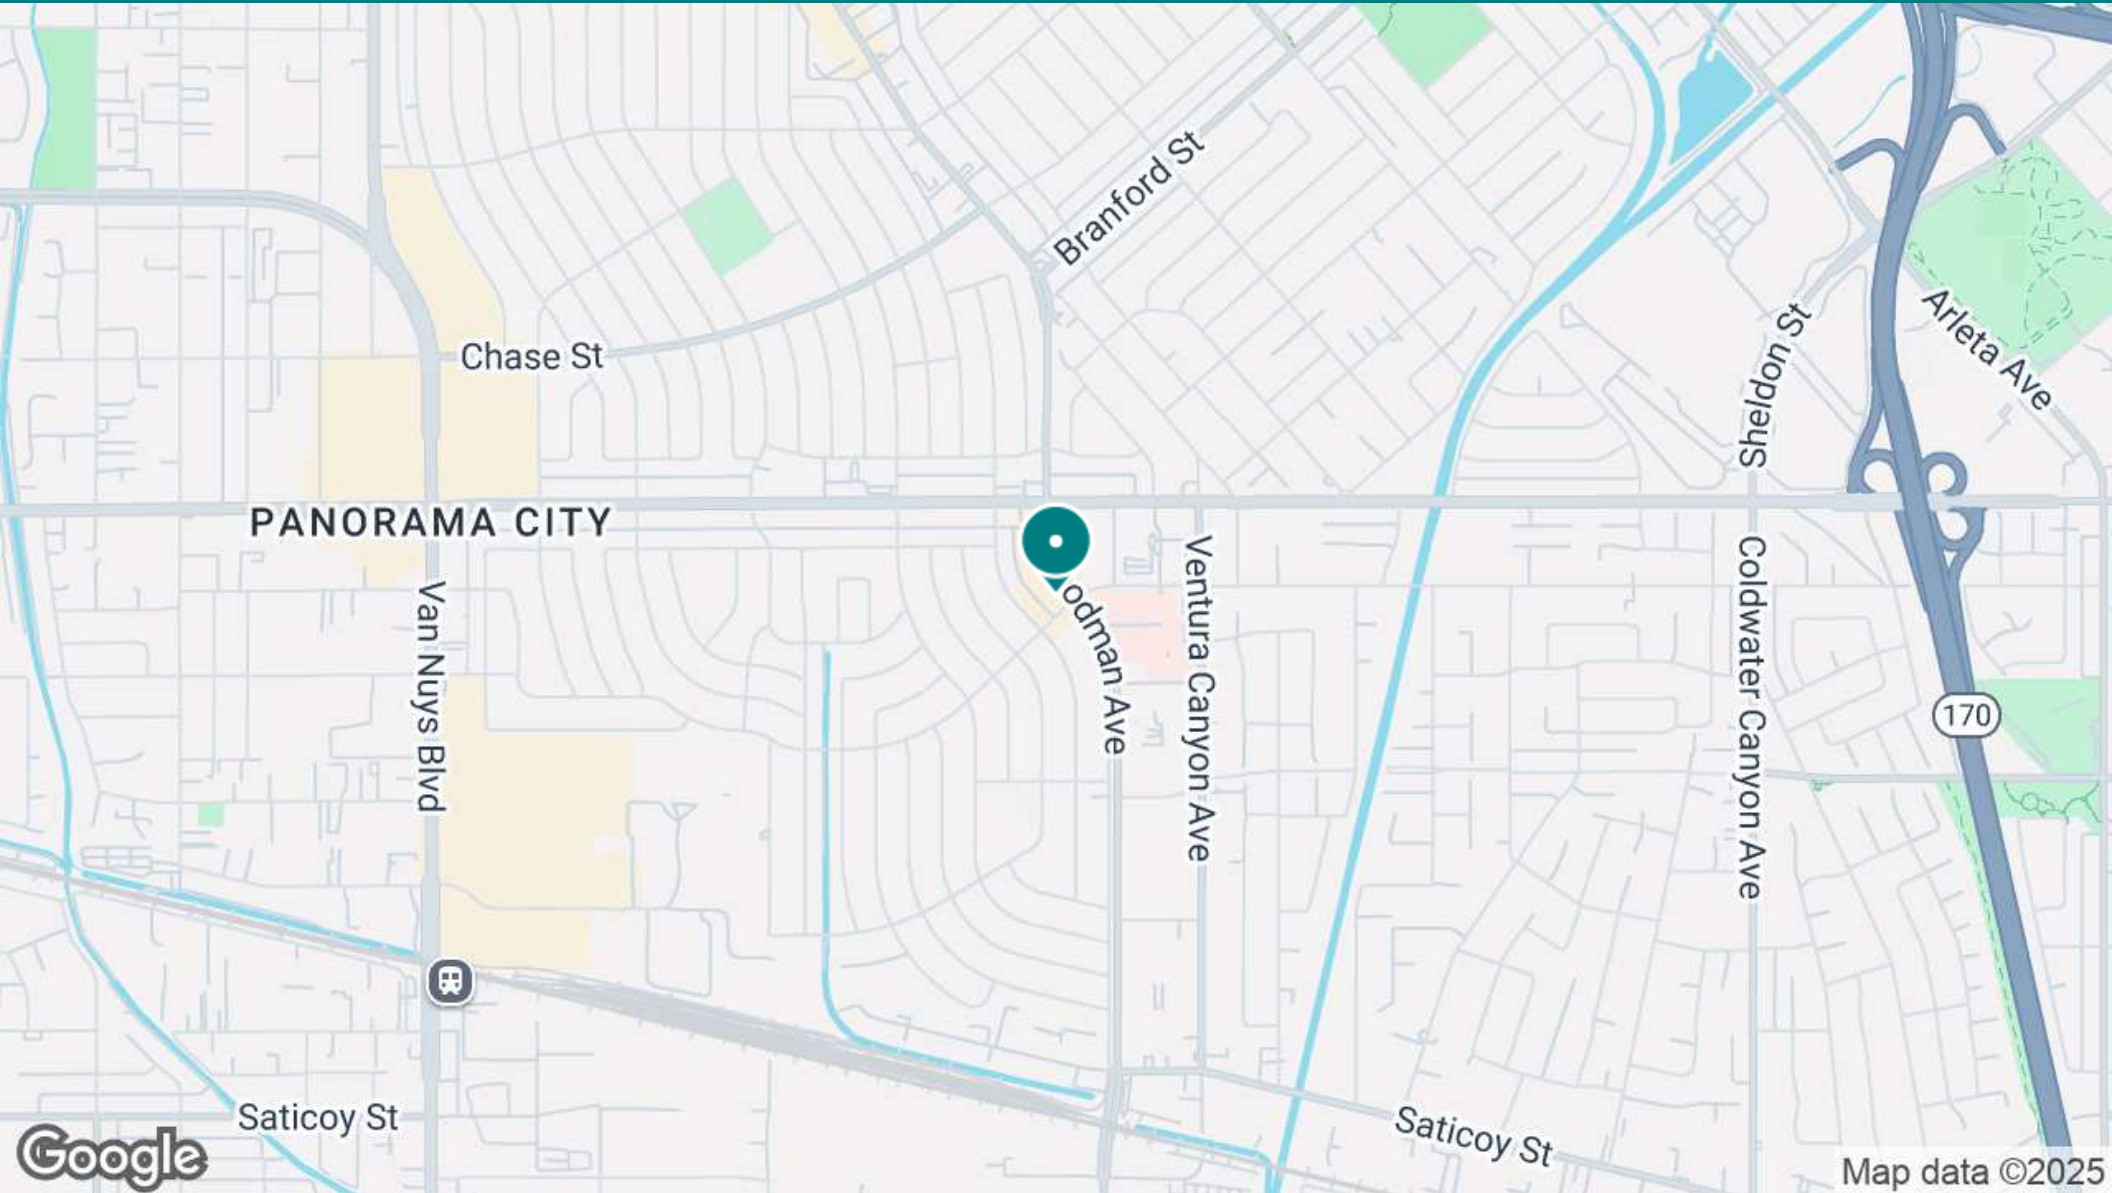 Branford St
Chase St
Sheldon St
Arleta Ave
PANORAMA CITY
Van Nuys Blvd
odman Ave
Ventura Canyon Ave
Coldwater Canyon Ave
170
Saticoy St
Saticoy St
Google
Map data ©2025